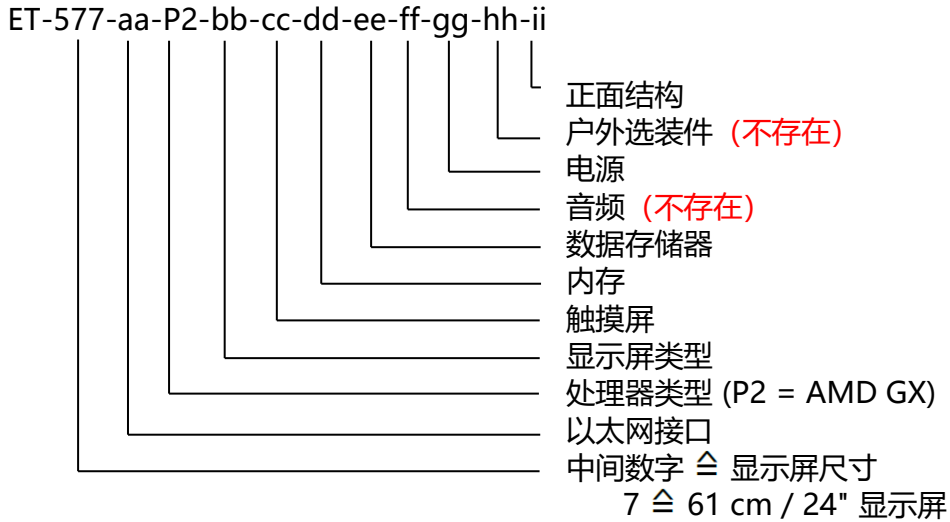 ET-577-aa-P2-bb-cc-dd-ee-ff-gg-hh-ii
正面结构
户外选装件（不存在）
电源
音频（不存在）
数据存储器
内存
触摸屏
显示屏类型
处理器类型 (P2 = AMD GX)
以太网接口
中间数字 ≙ 显示屏尺寸
7 ≙ 61 cm / 24" 显示屏